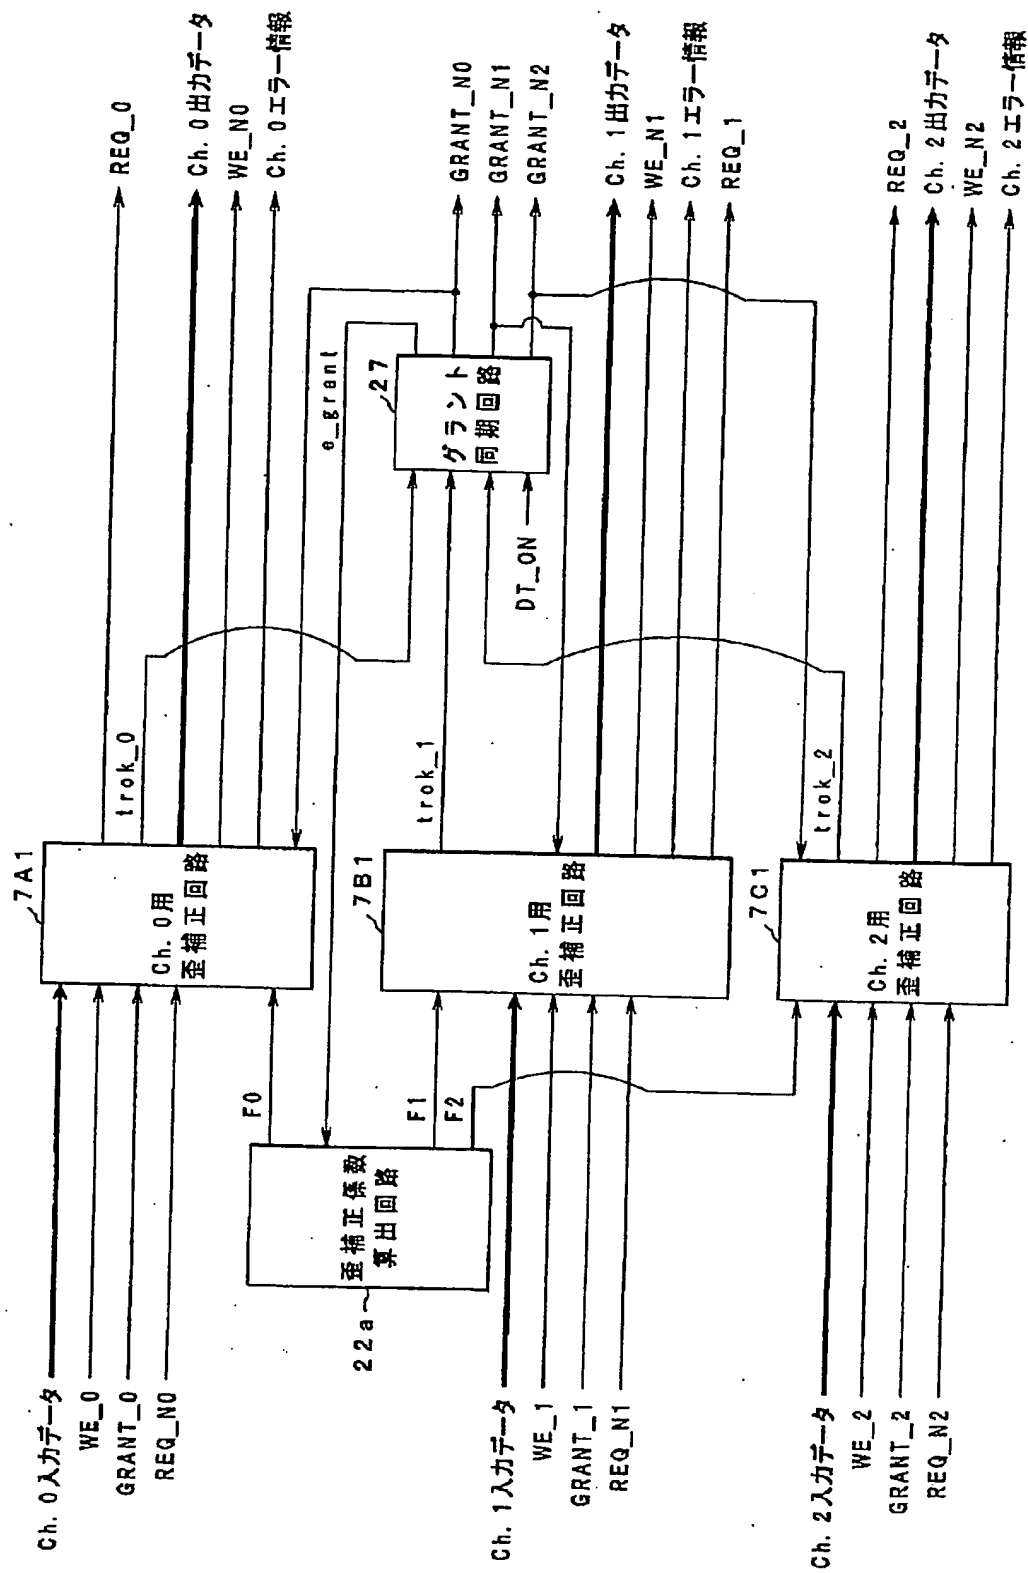 Ch. 0入力データ
WE_0
GRANT_0
REQ_N0
7A1
Ch. 0用
歪補正回路
trok_0
REQ_0
Ch. 0出力データ
WE_N0
Ch. 0エラー情報
F0
e_grant
22a
歪補正係数
算出回路
F1
F2
27
グラント
同期回路
DT_ON
GRANT_N0
GRANT_N1
GRANT_N2
Ch. 1入力データ
WE_1
GRANT_1
REQ_N1
7B1
Ch. 1用
歪補正回路
trok_1
Ch. 1出力データ
WE_N1
Ch. 1エラー情報
REQ_1
Ch. 2入力データ
WE_2
GRANT_2
REQ_N2
7C1
Ch. 2用
歪補正回路
trok_2
REQ_2
Ch. 2出力データ
WE_N2
Ch. 2エラー情報